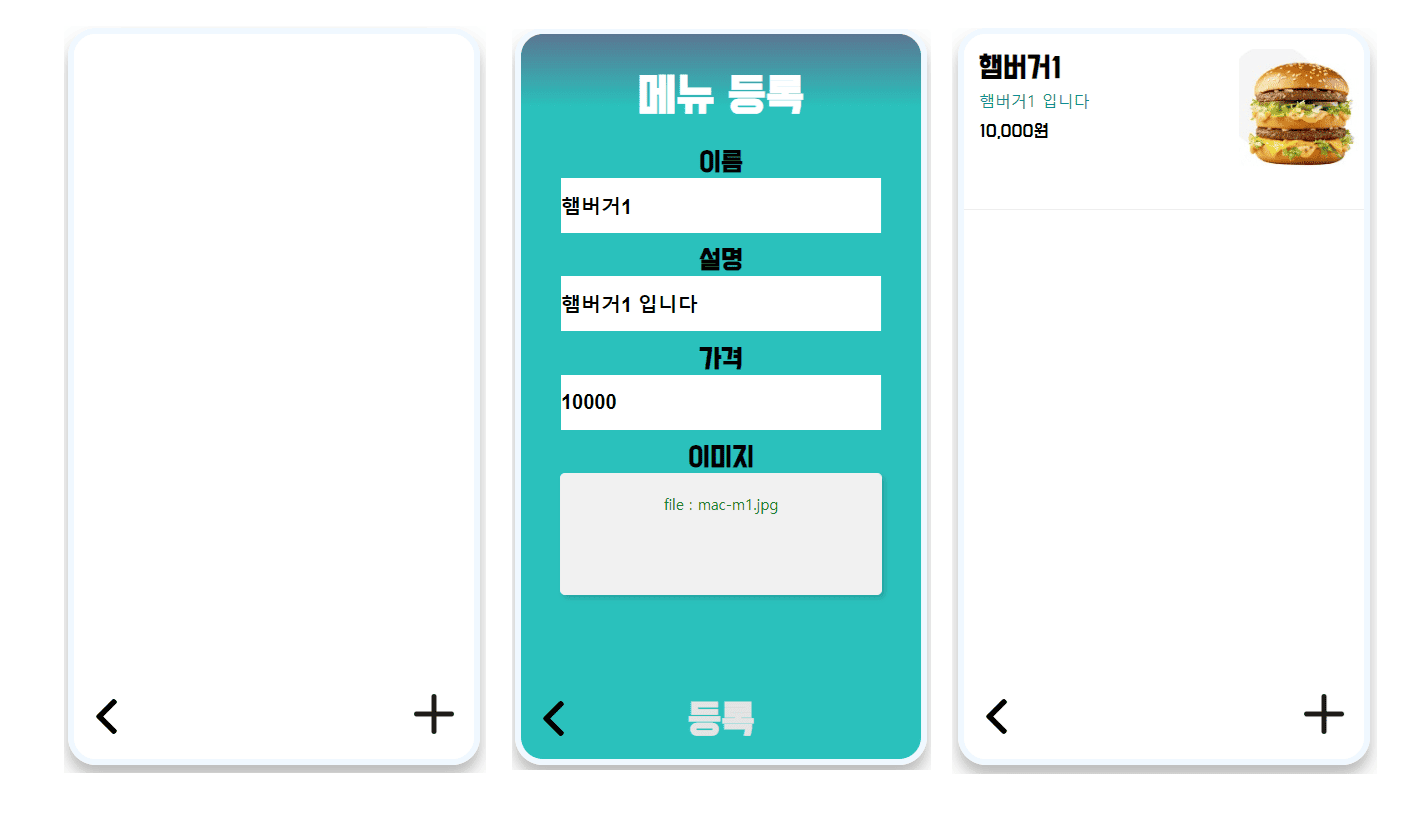 메뉴 등록
이름
햄버거1
설명
햄버거1 입니다
가격
10000
이미지
file : mac-m1.jpg
등록
햄버거1
햄버거1 입니다
10,000원